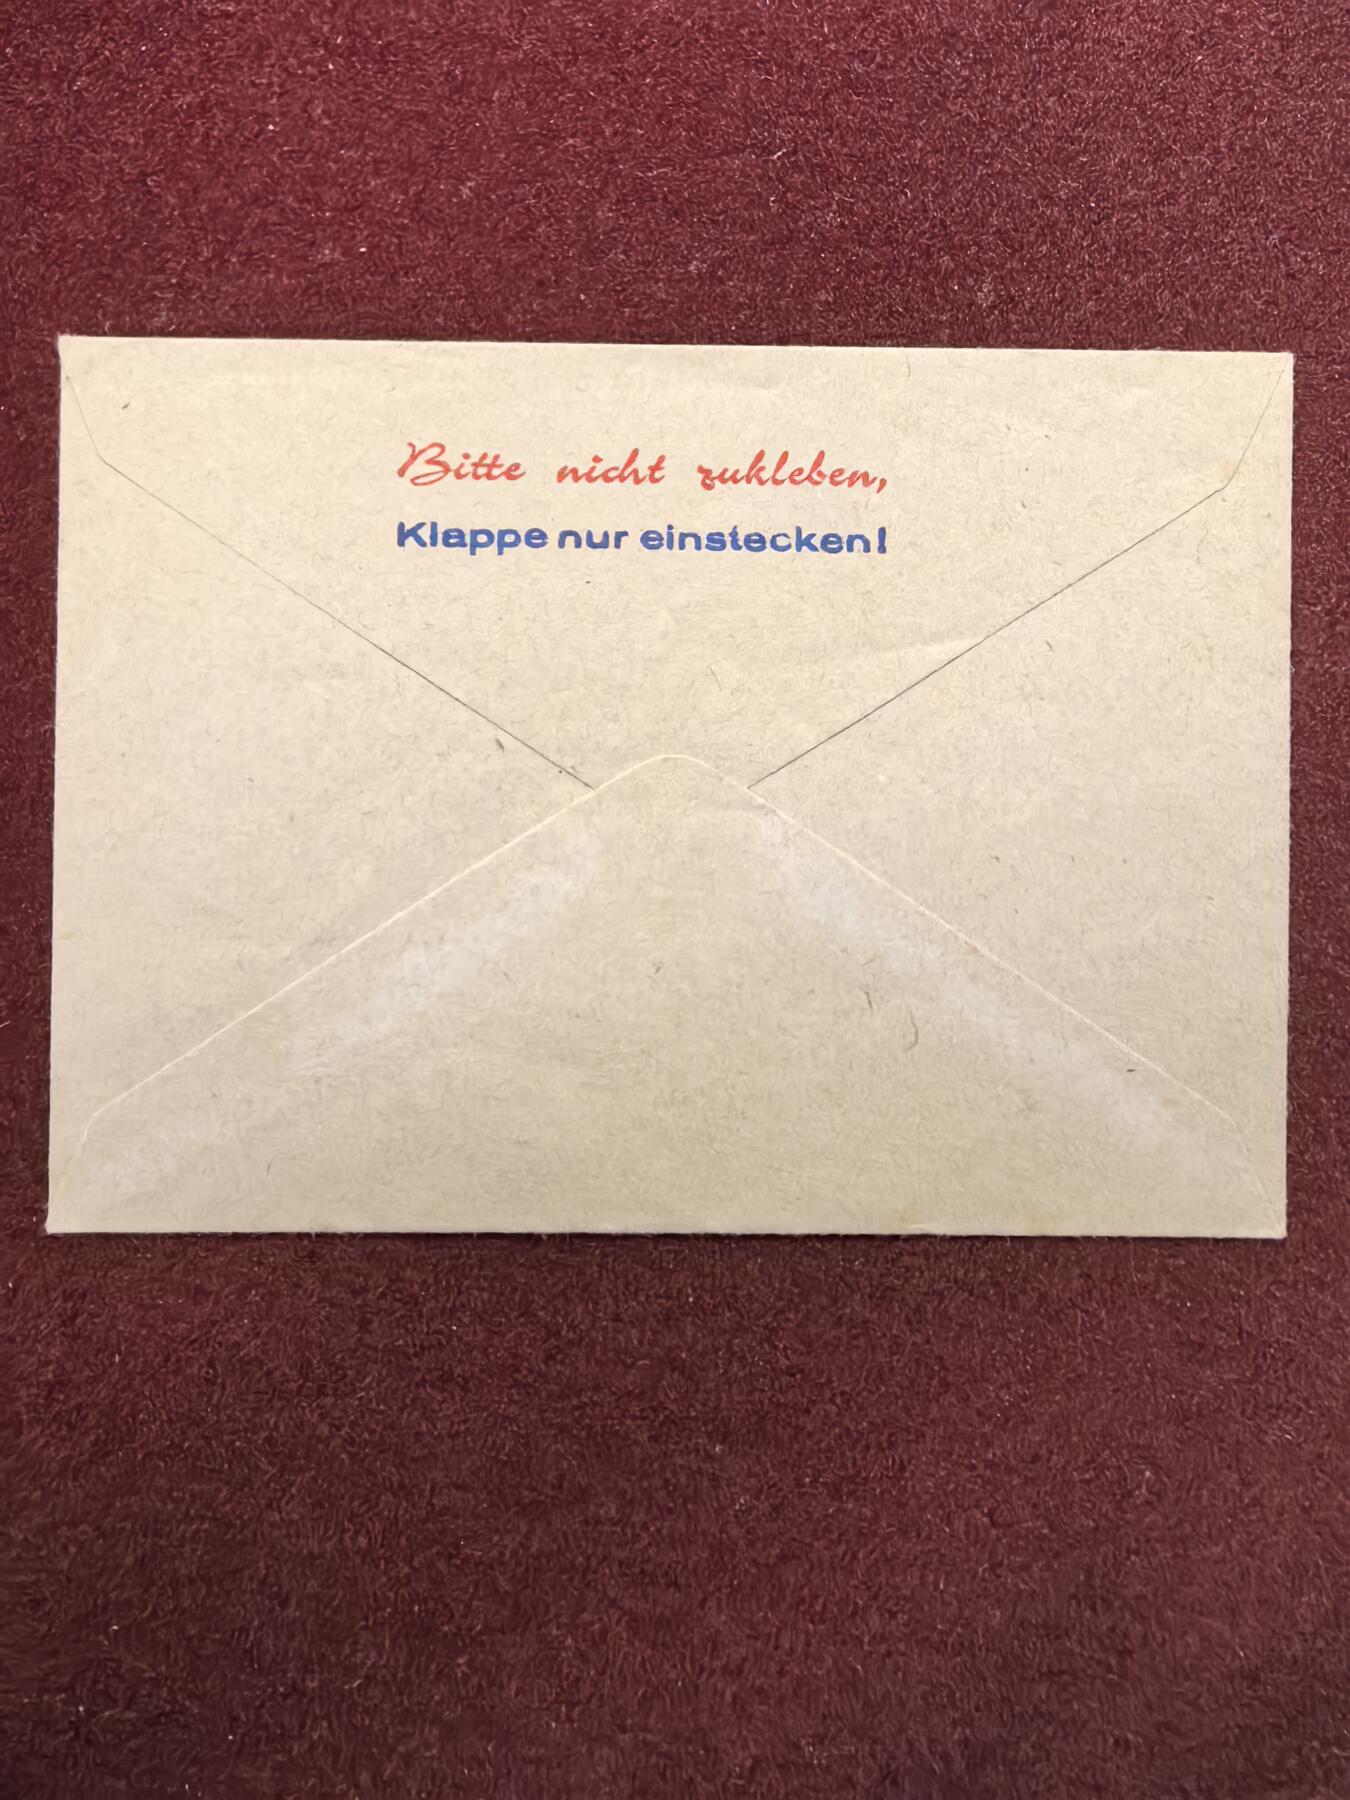 Bitte nicht zukleben,
Klappe nur einstecken!